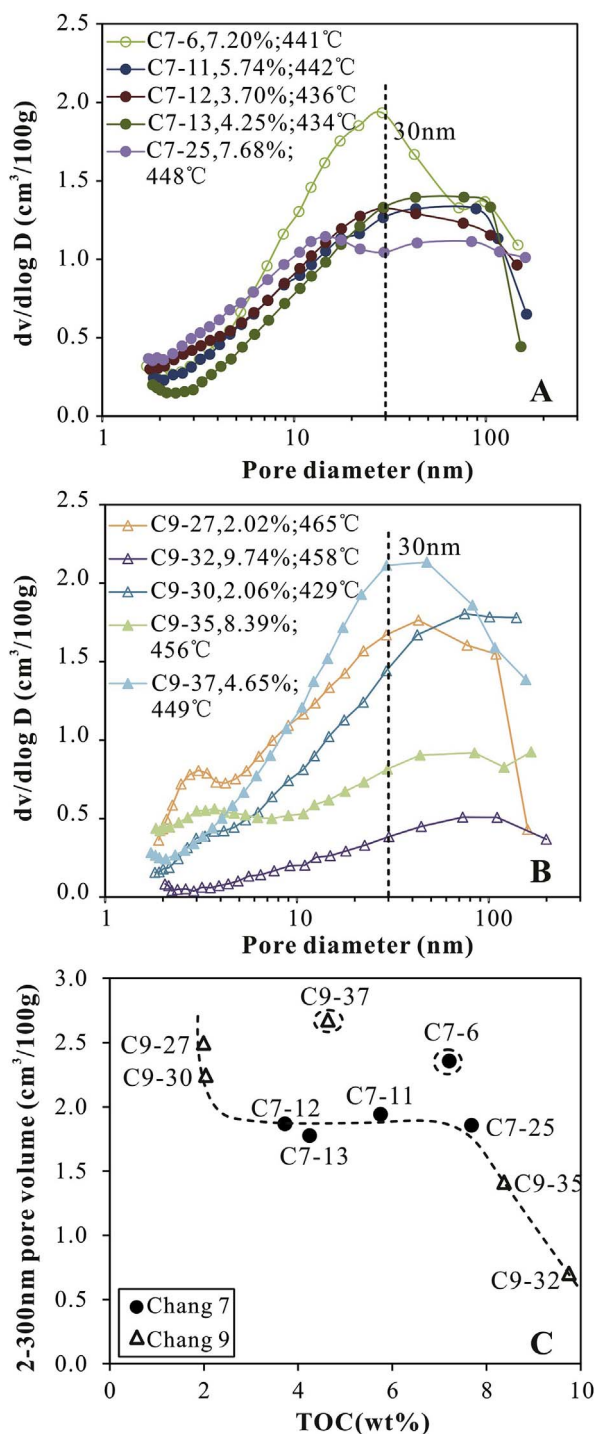 2.5
2.0
1.5
1.0
0.5
0.0
dv/dlog D (cm³/100g)
C7-6,7.20%;441℃
C7-11,5.74%;442℃
C7-12,3.70%;436℃
C7-13,4.25%;434℃
C7-25,7.68%;
448℃
30nm
A
1
10
100
Pore diameter (nm)
2.5
2.0
1.5
1.0
0.5
0.0
dv/dlog D (cm³/100g)
C9-27,2.02%;465℃
C9-32,9.74%;458℃
C9-30,2.06%;429℃
C9-35,8.39%;
456℃
C9-37,4.65%;
449℃
30nm
B
1
10
100
Pore diameter (nm)
3.0
2.5
2.0
1.5
1.0
0.5
0.0
2-300nm pore volume (cm³/100g)
C9-37
C7-6
C9-27
C9-30
C7-12
C7-11
C7-13
C7-25
C9-35
C9-32
Chang 7
Chang 9
C
0
2
4
6
8
10
TOC(wt%)